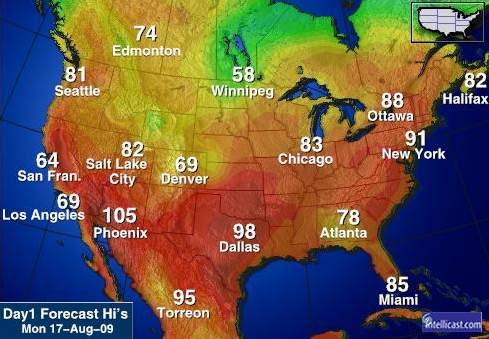 74
Edmonton
81
Seattle
58
Winnipeg
82
Halifax
88
Ottawa
91
New York
83
Chicago
64
San Fran.
82
Salt Lake
City
69
Denver
69
Los Angeles
105
Phoenix
98
Dallas
78
Atlanta
85
Miami
95
Torreon
Day1 Forecast Hi's
Mon 17-Aug-09
intellicast.com